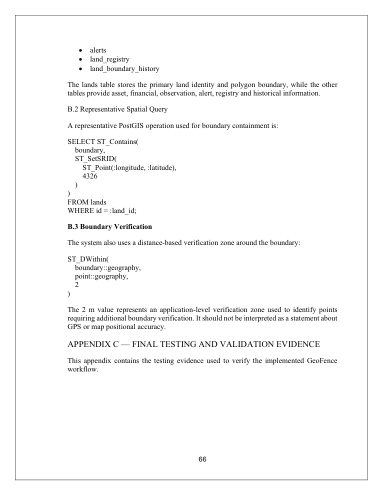 • alerts
• land_registry
• land_boundary_history
The lands table stores the primary land identity and polygon boundary, while the other
tables provide asset, financial, observation, alert, registry and historical information.
B.2 Representative Spatial Query
A representative PostGIS operation used for boundary containment is:
SELECT ST_Contains(
boundary,
ST_SetSRID(
ST_Point(:longitude, :latitude),
4326
)
)
FROM lands
WHERE id = :land_id;
B.3 Boundary Verification
The system also uses a distance-based verification zone around the boundary:
ST_DWithin(
boundary::geography,
point::geography,
2
)
The 2 m value represents an application-level verification zone used to identify points
requiring additional boundary verification. It should not be interpreted as a statement about
GPS or map positional accuracy.
APPENDIX C — FINAL TESTING AND VALIDATION EVIDENCE
This appendix contains the testing evidence used to verify the implemented GeoFence
workflow.
66